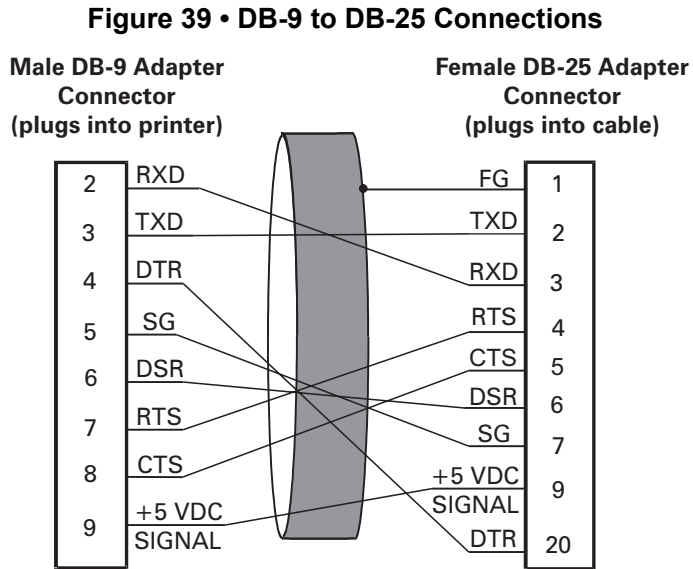 Figure 39 • DB-9 to DB-25 Connections
Male DB-9 Adapter
Connector
(plugs into printer)
Female DB-25 Adapter
Connector
(plugs into cable)
2 RXD
3 TXD
4 DTR
5 SG
6 DSR
7 RTS
8 CTS
9 +5 VDC
SIGNAL
FG 1
TXD 2
RXD 3
RTS 4
CTS 5
DSR 6
SG 7
+5 VDC 9
SIGNAL
DTR 20